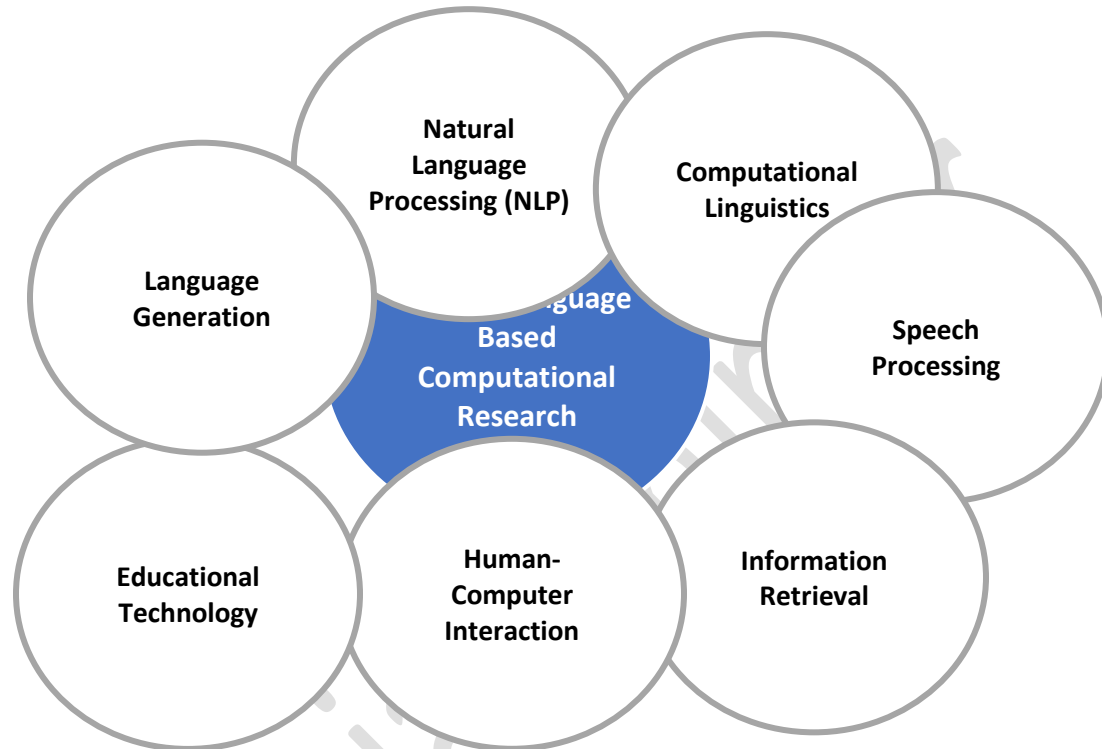 Natural
Language
Processing (NLP)
Computational
Linguistics
Language
Generation
Speech
Processing
Based
Computational
Research
Educational
Technology
Human-
Computer
Interaction
Information
Retrieval